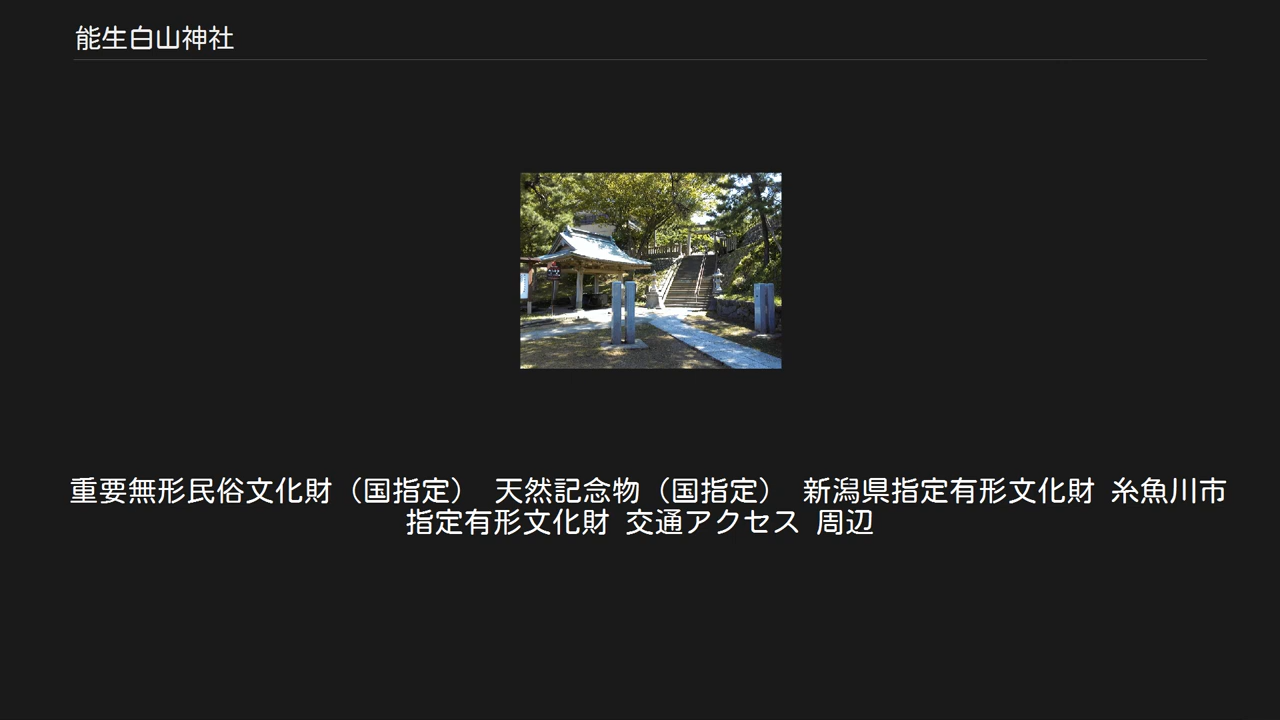 能生白山神社
重要無形民俗文化財（国指定） 天然記念物（国指定） 新潟県指定有形文化財 糸魚川市
指定有形文化財 交通アクセス 周辺